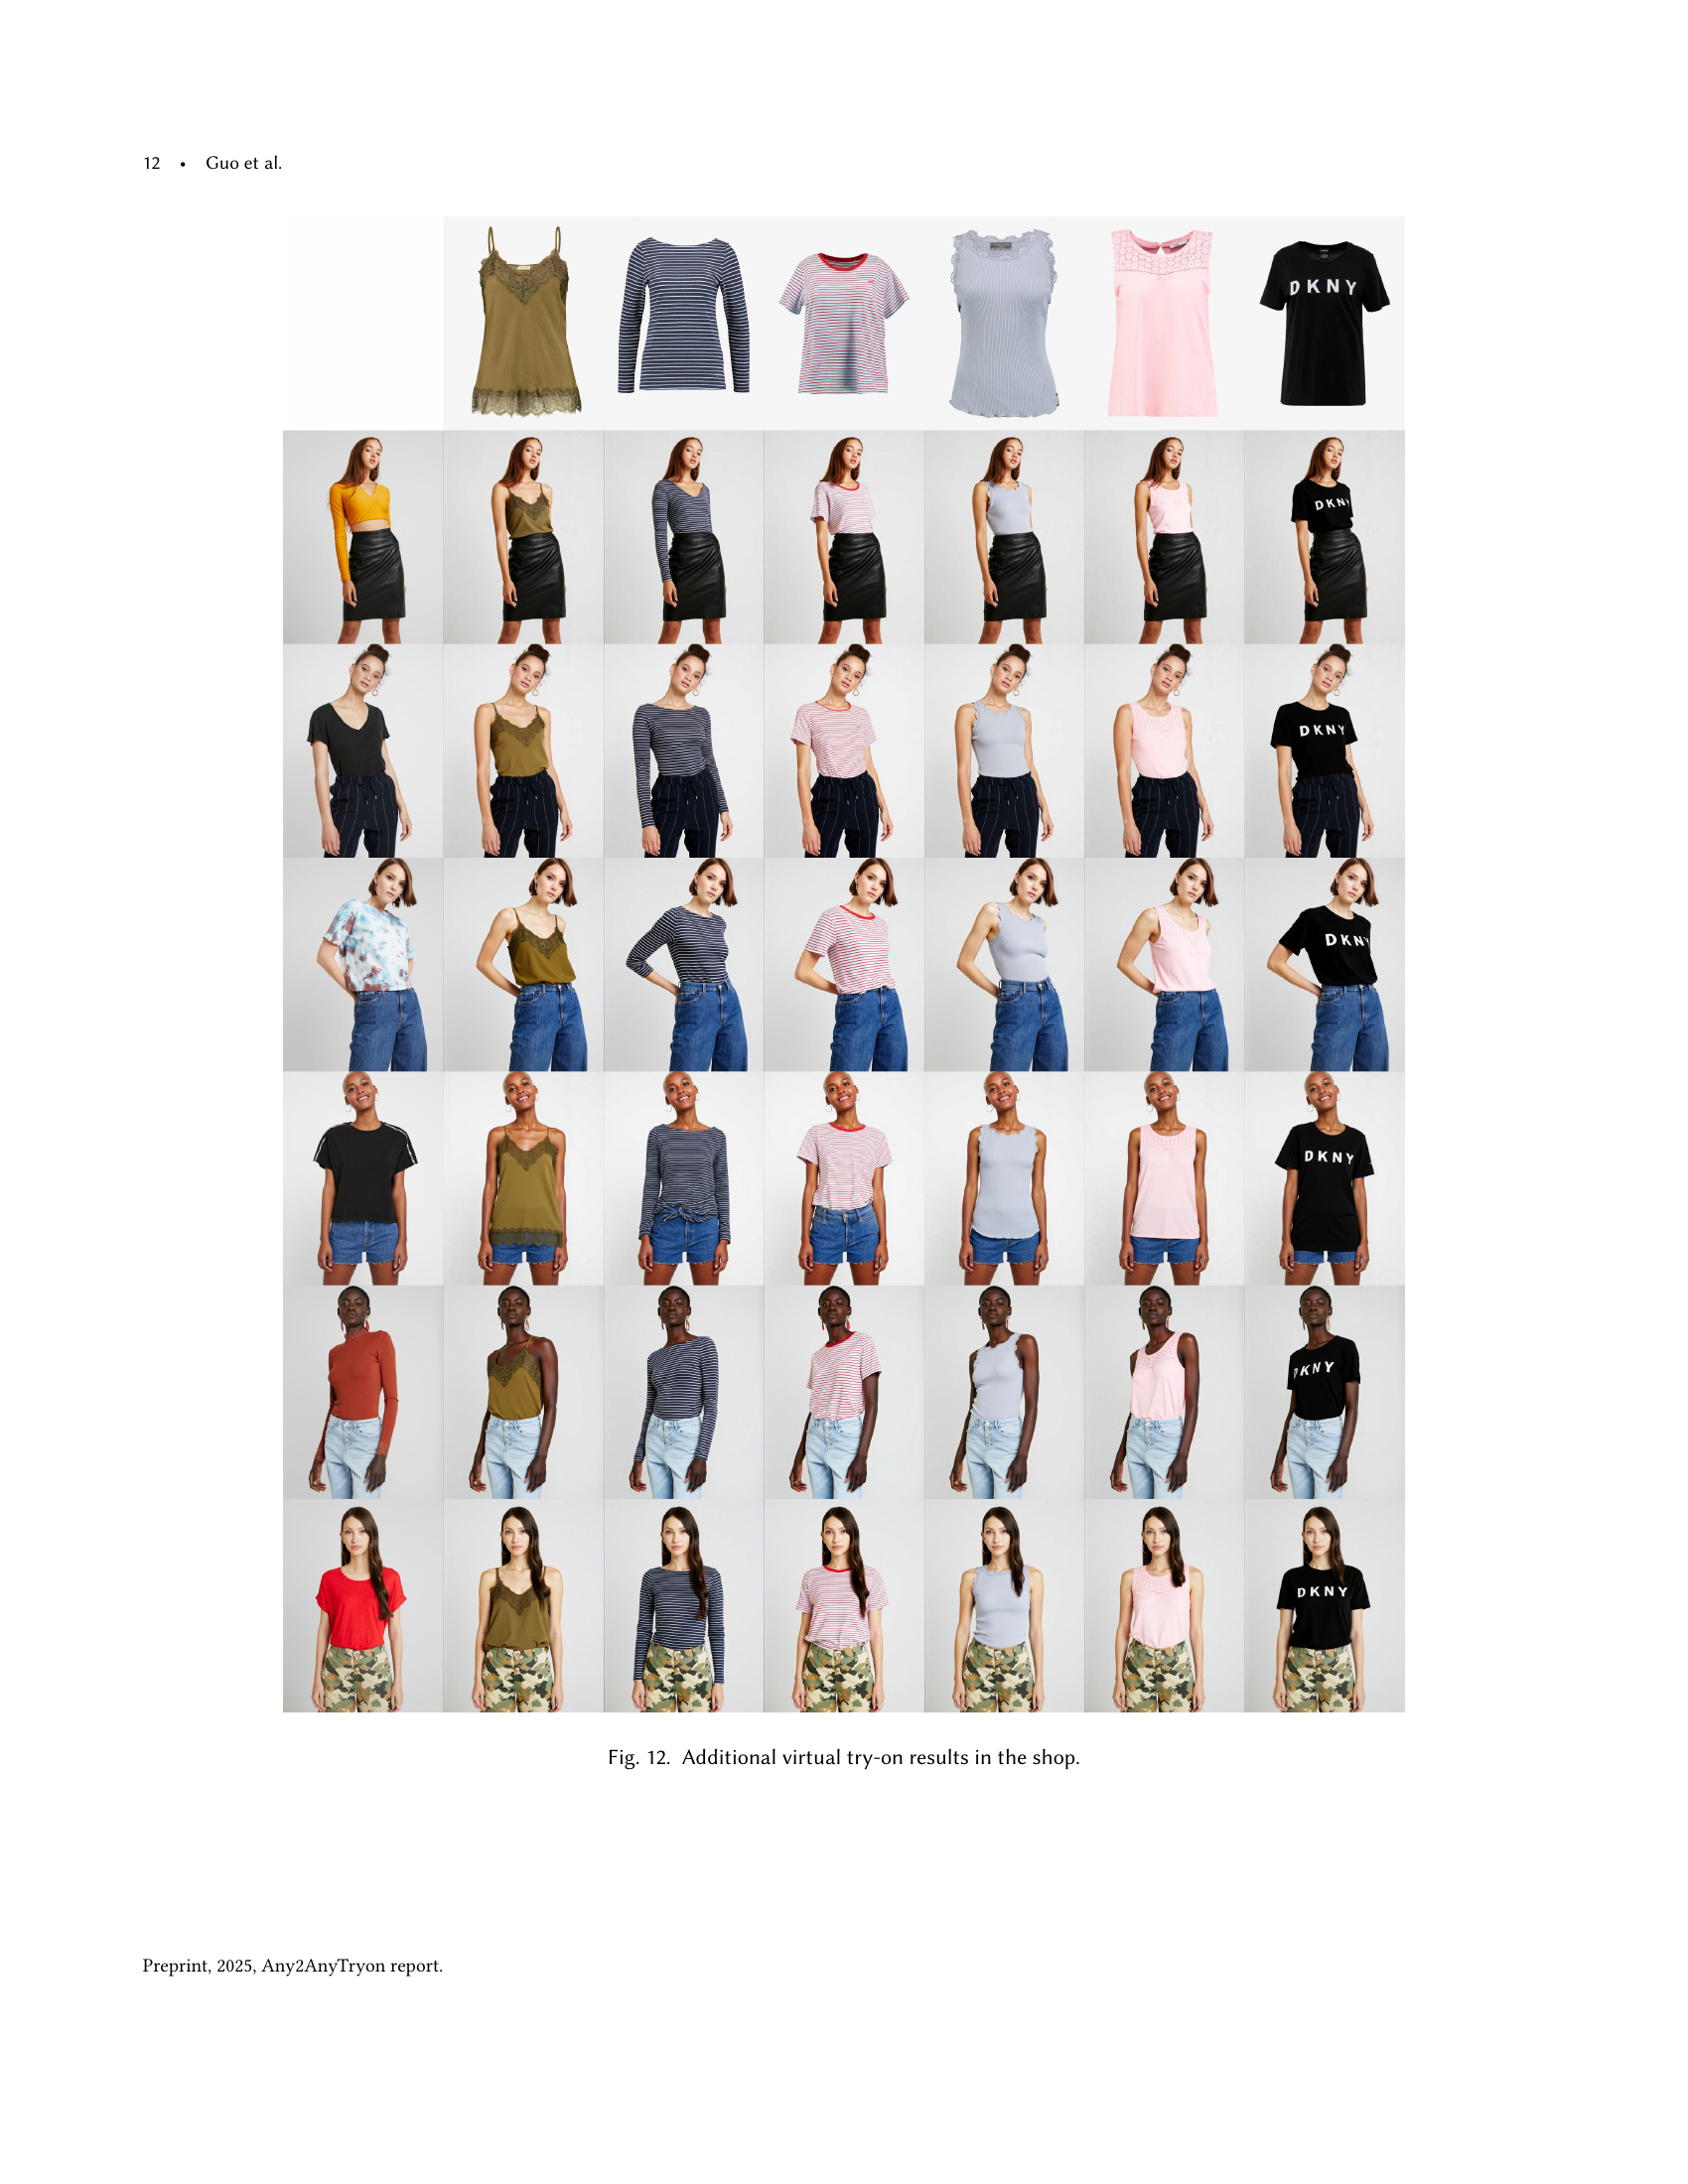 12 • Guo et al.
DKNY
DKNY
DKNY
DKNY
DKNY
DKNY
DKNY
Fig. 12. Additional virtual try-on results in the shop.
Preprint, 2025, Any2AnyTryon report.